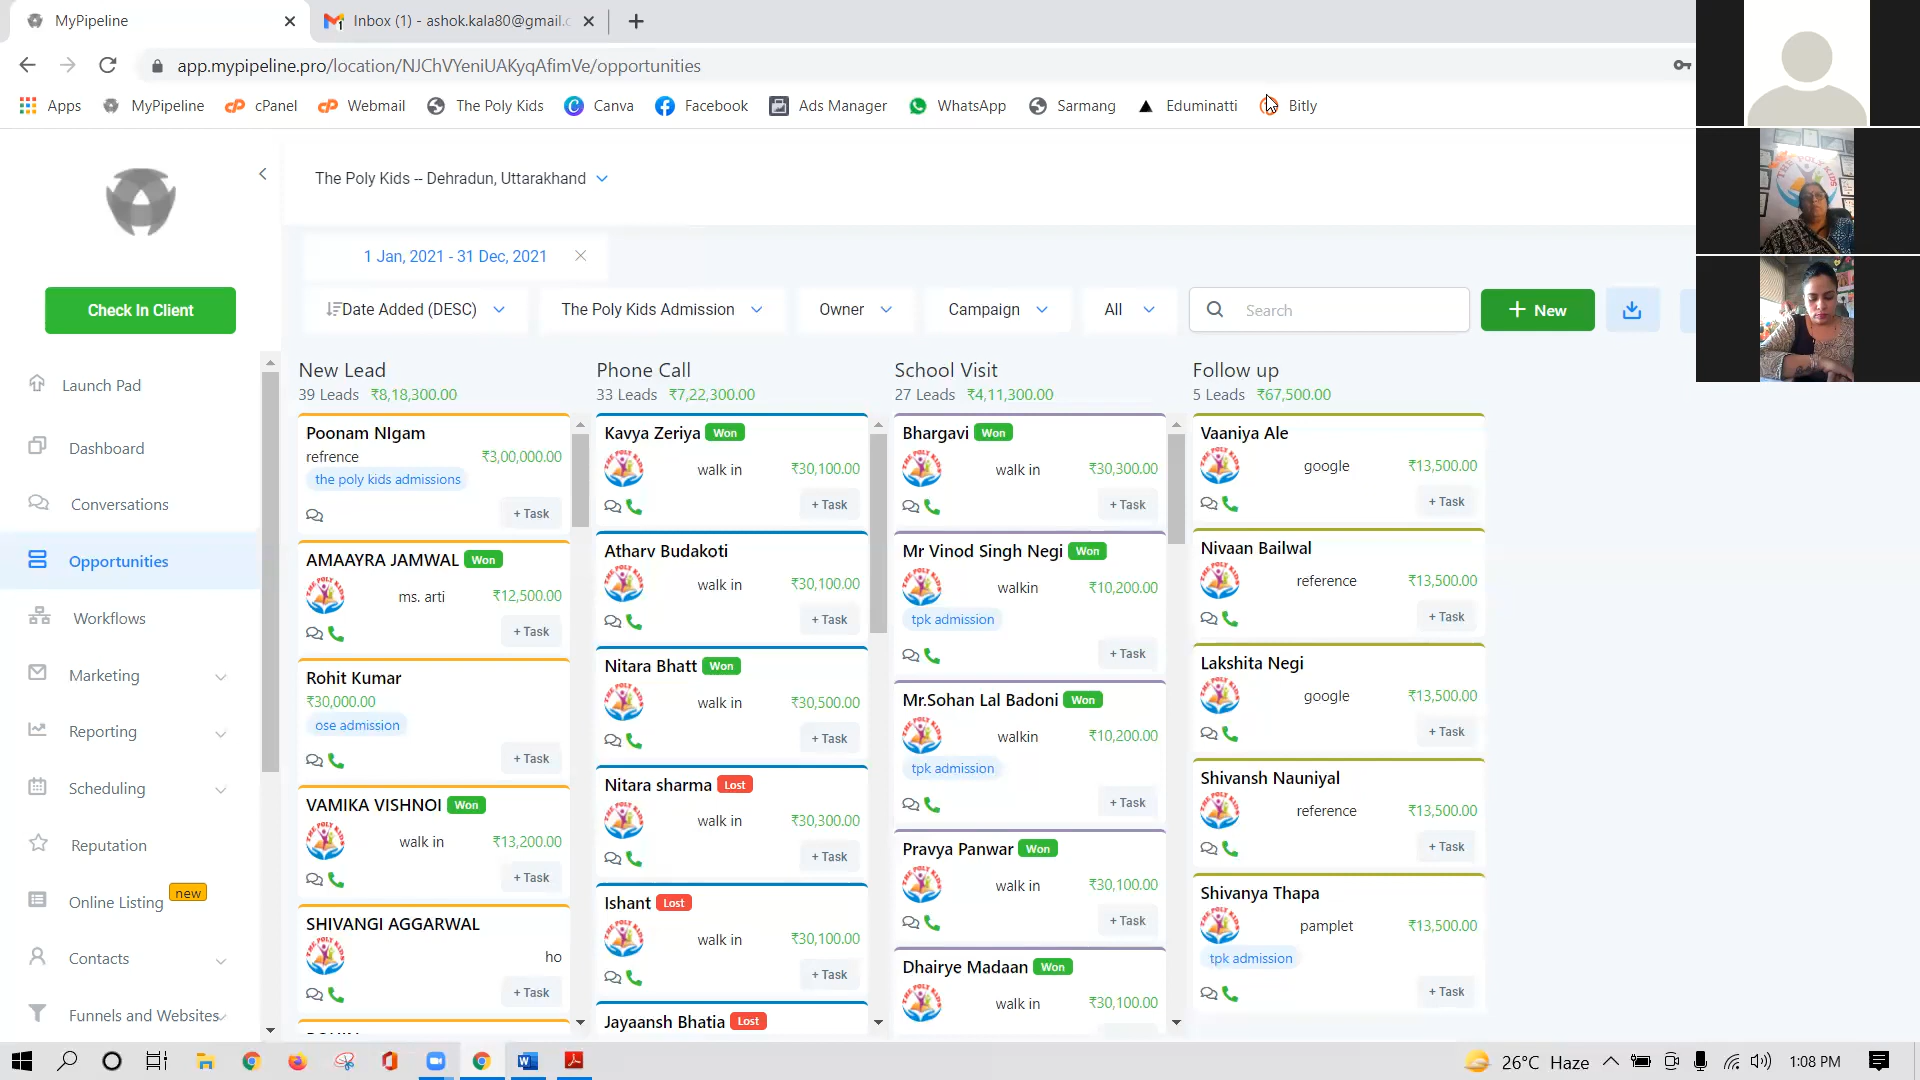 MyPipeline
Inbox (1) - ashok.kala80@gmail.c
app.mypipeline.pro/location/NJChVYeniUAKyqAfimVe/opportunities
Apps MyPipeline cPanel Webmail The Poly Kids Canva Facebook Ads Manager WhatsApp Sarmang Eduminatti Bitly
The Poly Kids -- Dehradun, Uttarakhand
1 Jan, 2021 - 31 Dec, 2021
Date Added (DESC) The Poly Kids Admission Owner Campaign All Search + New
Check In Client
Launch Pad
Dashboard
Conversations
Opportunities
Workflows
Marketing
Reporting
Scheduling
Reputation
Online Listing new
Contacts
Funnels and Websites
New Lead
39 Leads ₹8,18,300.00
Poonam NIgam
refrence ₹3,00,000.00
the poly kids admissions
+ Task
AMAAYRA JAMWAL Won
ms. arti ₹12,500.00
+ Task
Rohit Kumar
₹30,000.00
ose admission
+ Task
VAMIKA VISHNOI Won
walk in ₹13,200.00
+ Task
SHIVANGI AGGARWAL
ho
+ Task
Phone Call
33 Leads ₹7,22,300.00
Kavya Zeriya Won
walk in ₹30,100.00
+ Task
Atharv Budakoti
walk in ₹30,100.00
+ Task
Nitara Bhatt Won
walk in ₹30,500.00
+ Task
Nitara sharma Lost
walk in ₹30,300.00
+ Task
Ishant Lost
walk in ₹30,100.00
+ Task
Jayaansh Bhatia Lost
School Visit
27 Leads ₹4,11,300.00
Bhargavi Won
walk in ₹30,300.00
+ Task
Mr Vinod Singh Negi Won
walkin ₹10,200.00
tpk admission
+ Task
Mr.Sohan Lal Badoni Won
walkin ₹10,200.00
tpk admission
+ Task
Pravya Panwar Won
walk in ₹30,100.00
+ Task
Dhairye Madaan Won
walk in ₹30,100.00
Follow up
5 Leads ₹67,500.00
Vaaniya Ale
google ₹13,500.00
+ Task
Nivaan Bailwal
reference ₹13,500.00
+ Task
Lakshita Negi
google ₹13,500.00
+ Task
Shivansh Nauniyal
reference ₹13,500.00
+ Task
Shivanya Thapa
pamplet ₹13,500.00
tpk admission
+ Task
THE POLY KIDS
26°C Haze 1:08 PM